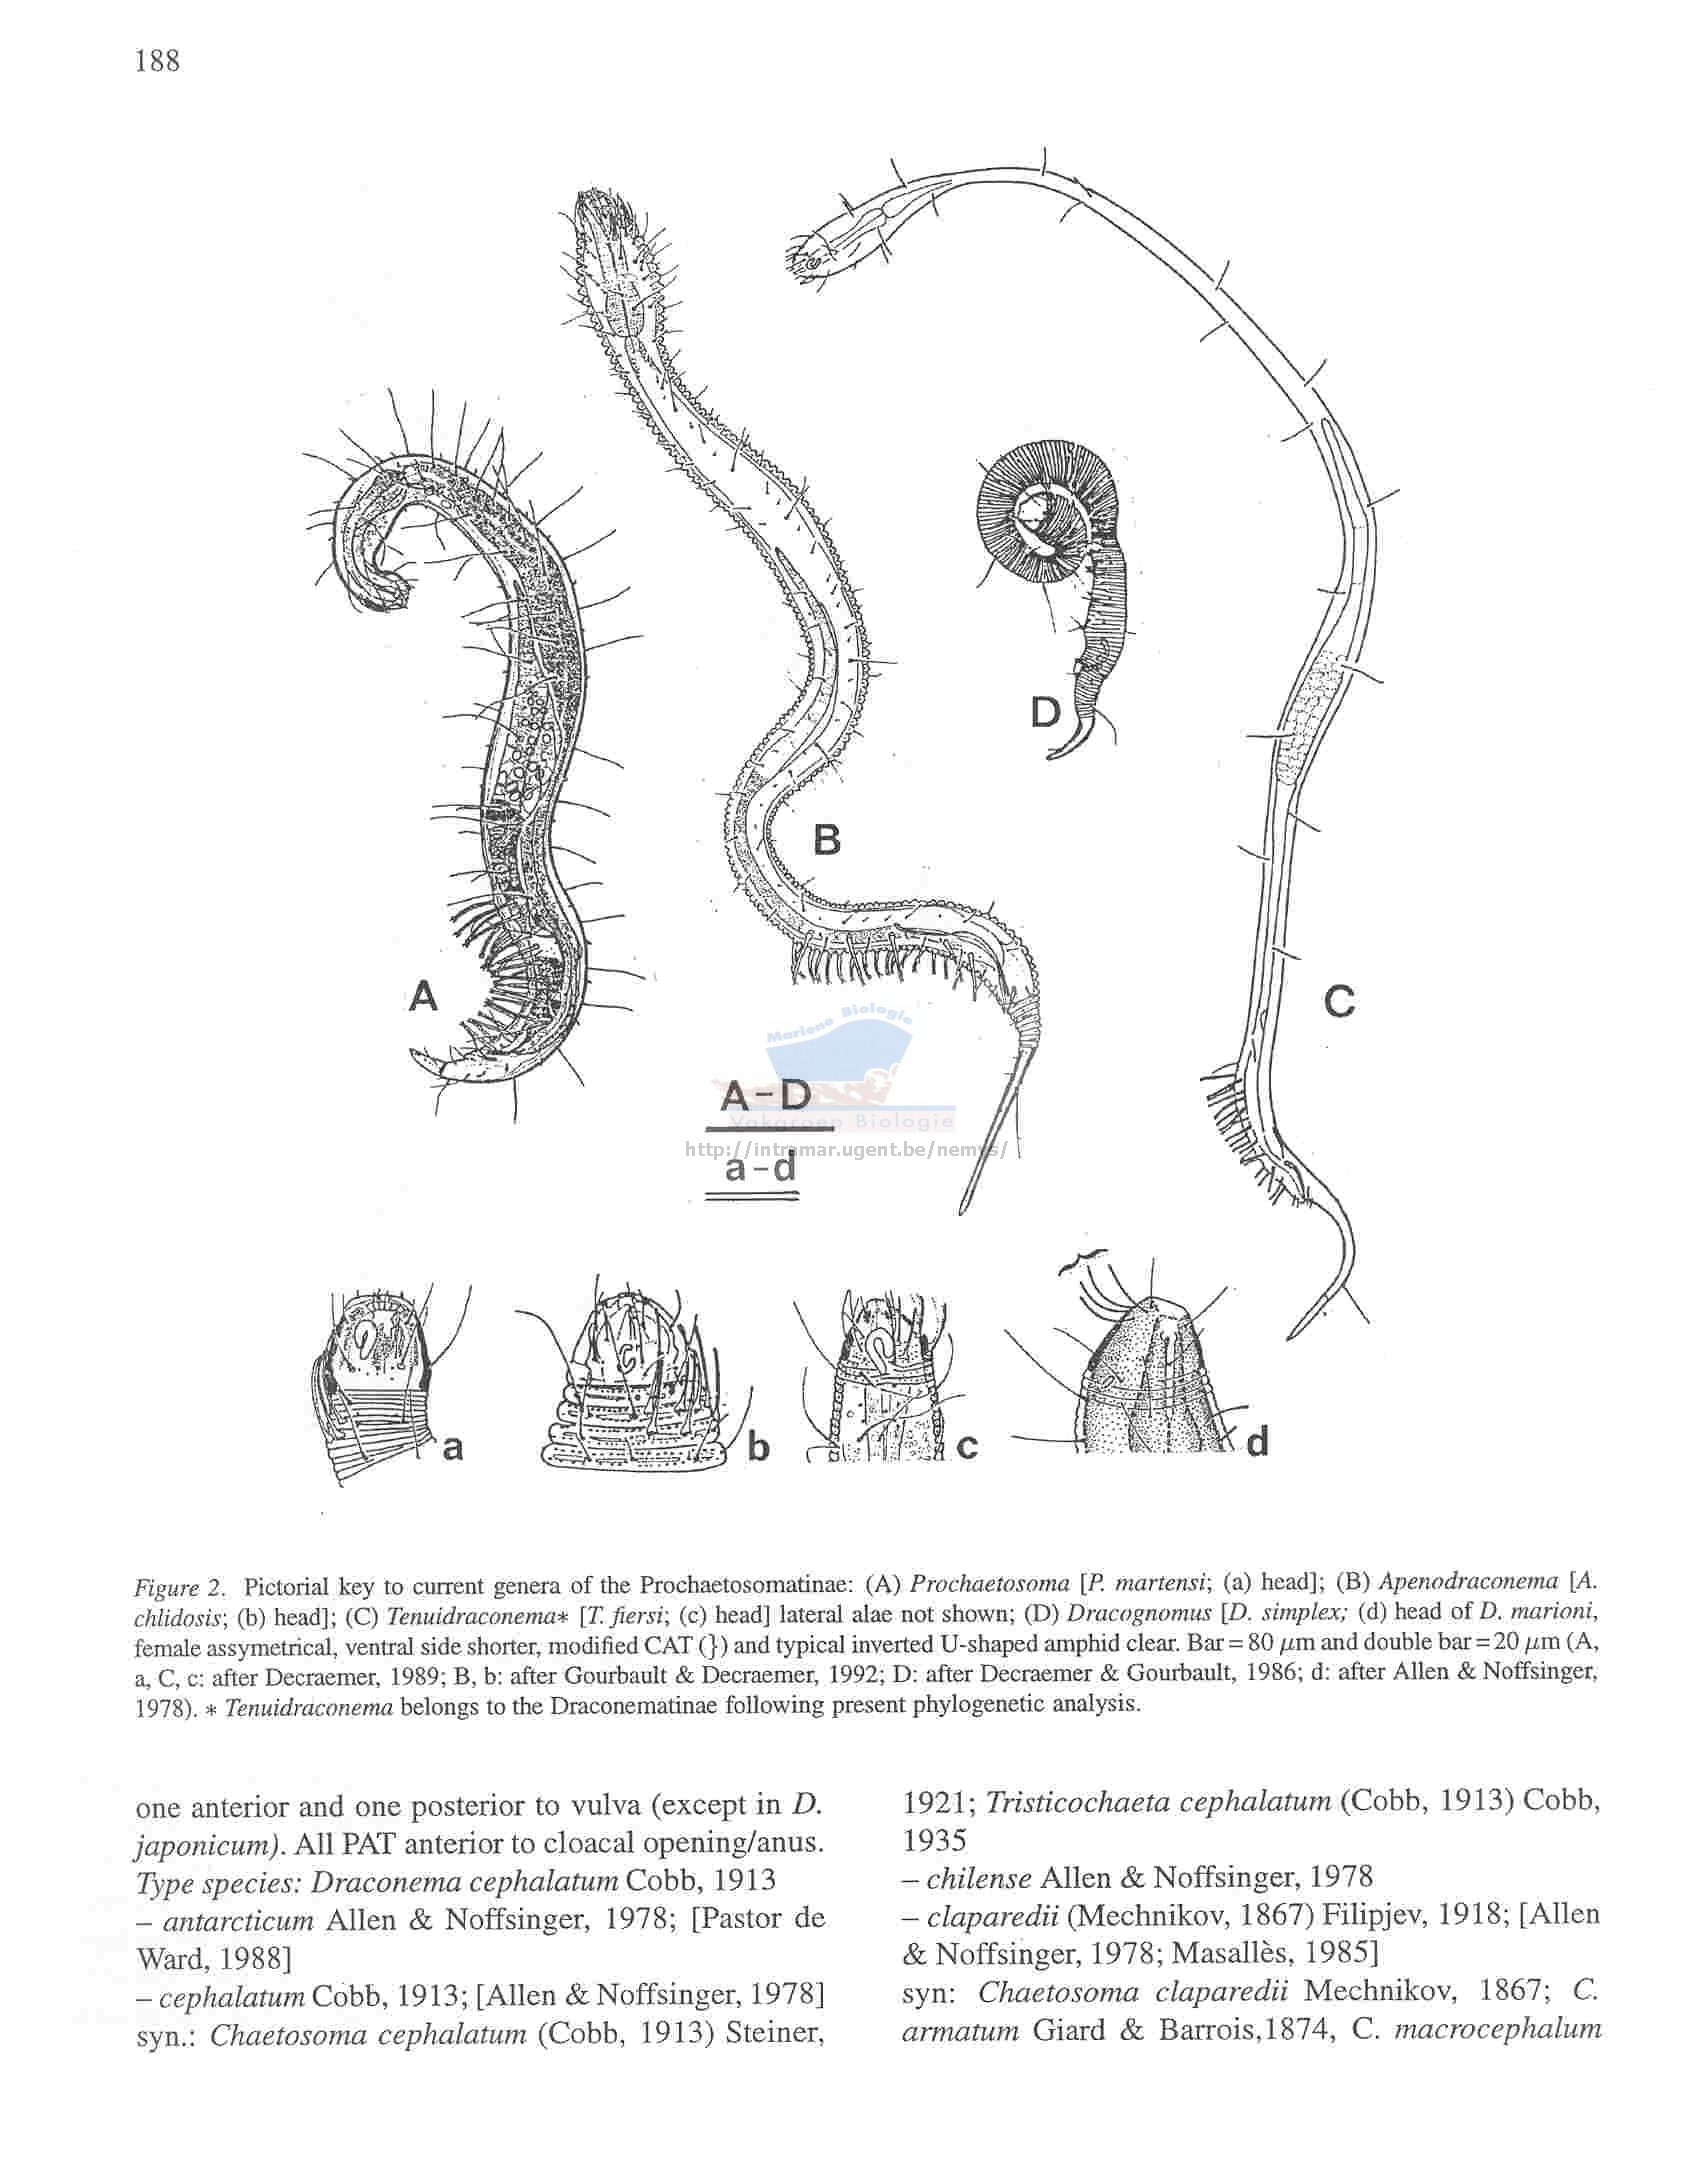 188
A
B
C
D
Mariene Biologie
A–D
Vakgroep Biologie
http://intramar.ugent.be/nemys/
a–d
a
b
c
d
Figure 2. Pictorial key to current genera of the Prochaetosomatinae: (A) Prochaetosoma [P. martensi; (a) head]; (B) Apenodraconema [A.
chlidosis; (b) head]; (C) Tenuidraconema* [T. fiersi; (c) head] lateral alae not shown; (D) Dracognomus [D. simplex; (d) head of D. marioni,
female assymetrical, ventral side shorter, modified CAT (}) and typical inverted U-shaped amphid clear. Bar = 80 μm and double bar = 20 μm (A,
a, C, c: after Decraemer, 1989; B, b: after Gourbault & Decraemer, 1992; D: after Decraemer & Gourbault, 1986; d: after Allen & Noffsinger,
1978). * Tenuidraconema belongs to the Draconematinae following present phylogenetic analysis.
one anterior and one posterior to vulva (except in D.
japonicum). All PAT anterior to cloacal opening/anus.
Type species: Draconema cephalatum Cobb, 1913
– antarcticum Allen & Noffsinger, 1978; [Pastor de
Ward, 1988]
– cephalatum Cobb, 1913; [Allen & Noffsinger, 1978]
syn.: Chaetosoma cephalatum (Cobb, 1913) Steiner,
1921; Tristicochaeta cephalatum (Cobb, 1913) Cobb,
1935
– chilense Allen & Noffsinger, 1978
– claparedii (Mechnikov, 1867) Filipjev, 1918; [Allen
& Noffsinger, 1978; Masallès, 1985]
syn: Chaetosoma claparedii Mechnikov, 1867; C.
armatum Giard & Barrois,1874, C. macrocephalum